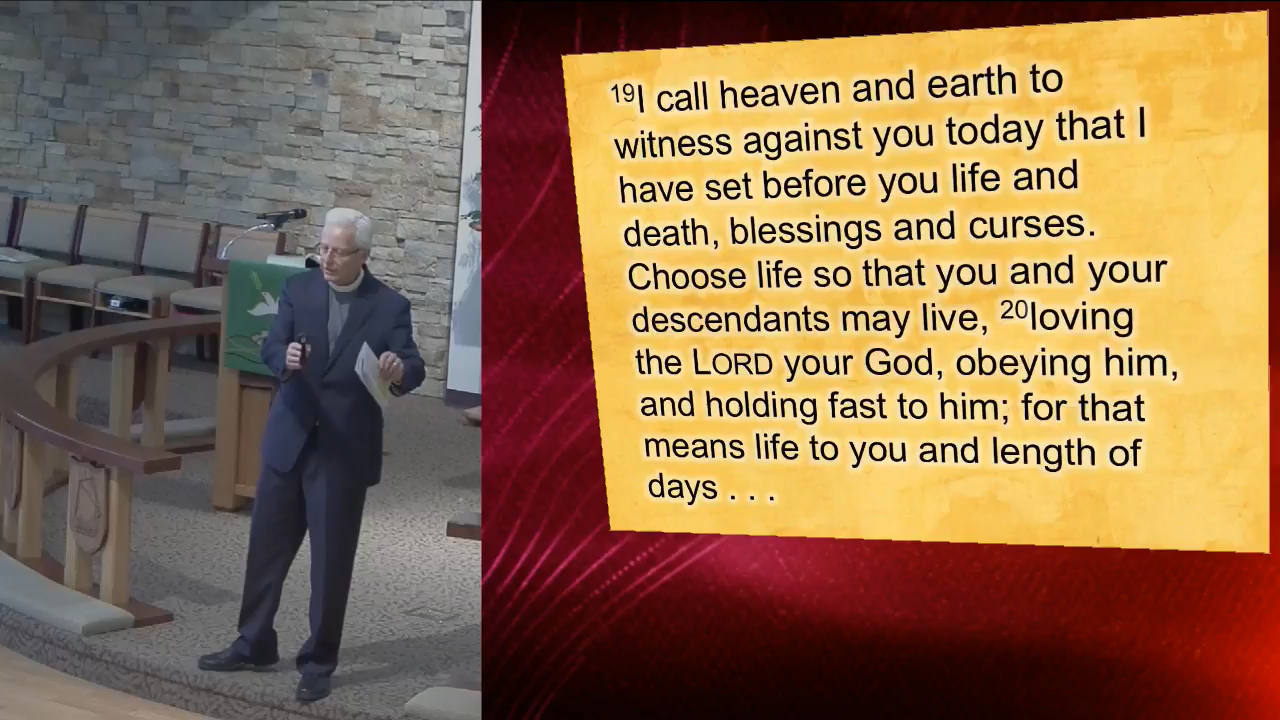 ¹⁹I call heaven and earth to
witness against you today that I
have set before you life and
death, blessings and curses.
Choose life so that you and your
descendants may live, ²⁰loving
the LORD your God, obeying him,
and holding fast to him; for that
means life to you and length of
days . . .